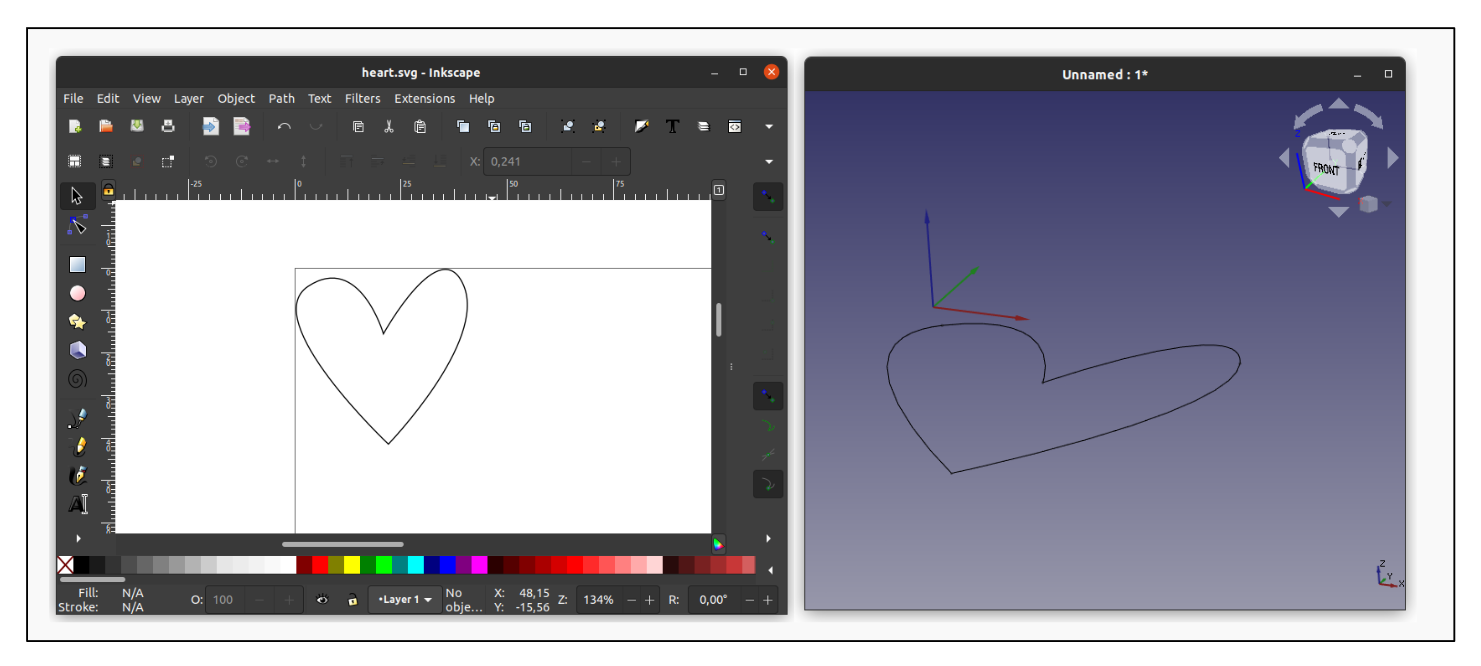 heart.svg - Inkscape
File Edit View Layer Object Path Text Filters Extensions Help
X: 0,241
-25 0 25 50 75
1
Fill: N/A
Stroke: N/A
O: 100
•Layer 1
No
obje...
X: 48,15
Y: -15,56
Z: 134%
R: 0,00°
Unnamed : 1*
Z
FRONT
Z
Y
X